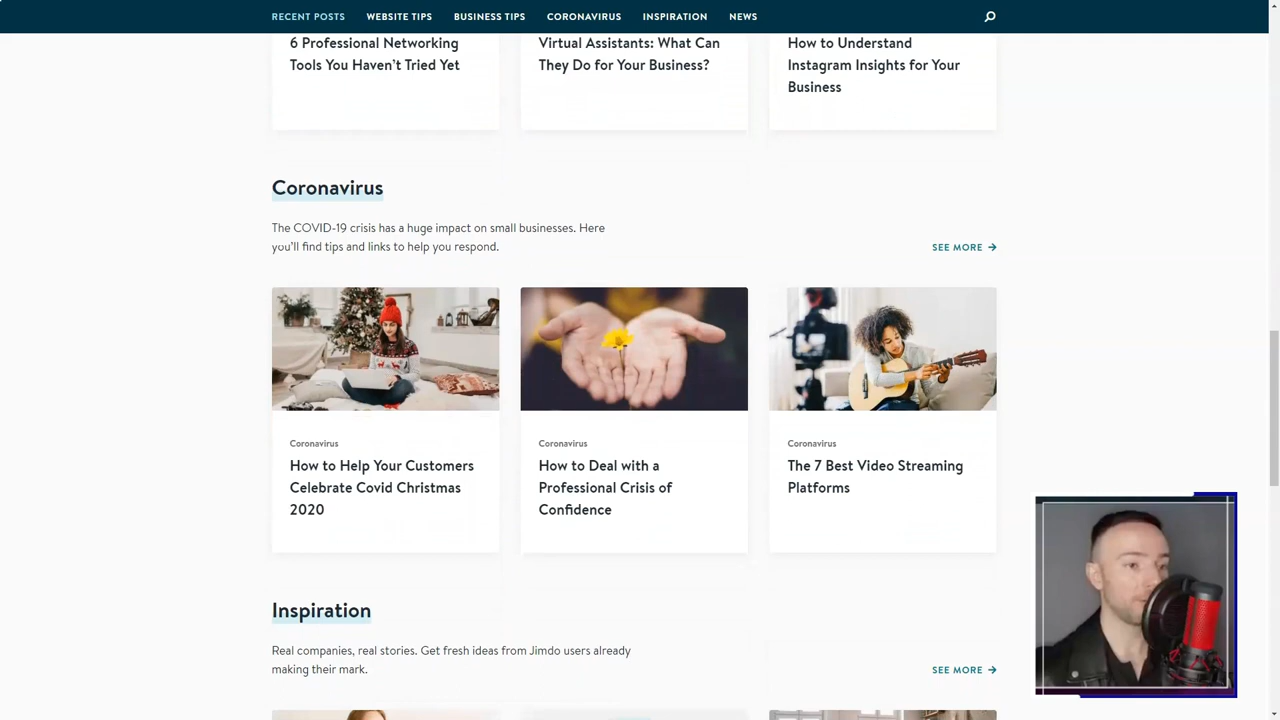 RECENT POSTS WEBSITE TIPS BUSINESS TIPS CORONAVIRUS INSPIRATION NEWS
6 Professional Networking
Tools You Haven’t Tried Yet
Virtual Assistants: What Can
They Do for Your Business?
How to Understand
Instagram Insights for Your
Business
Coronavirus
The COVID-19 crisis has a huge impact on small businesses. Here
you’ll find tips and links to help you respond.
SEE MORE →
Coronavirus
How to Help Your Customers
Celebrate Covid Christmas
2020
Coronavirus
How to Deal with a
Professional Crisis of
Confidence
Coronavirus
The 7 Best Video Streaming
Platforms
Inspiration
Real companies, real stories. Get fresh ideas from Jimdo users already
making their mark.
SEE MORE →